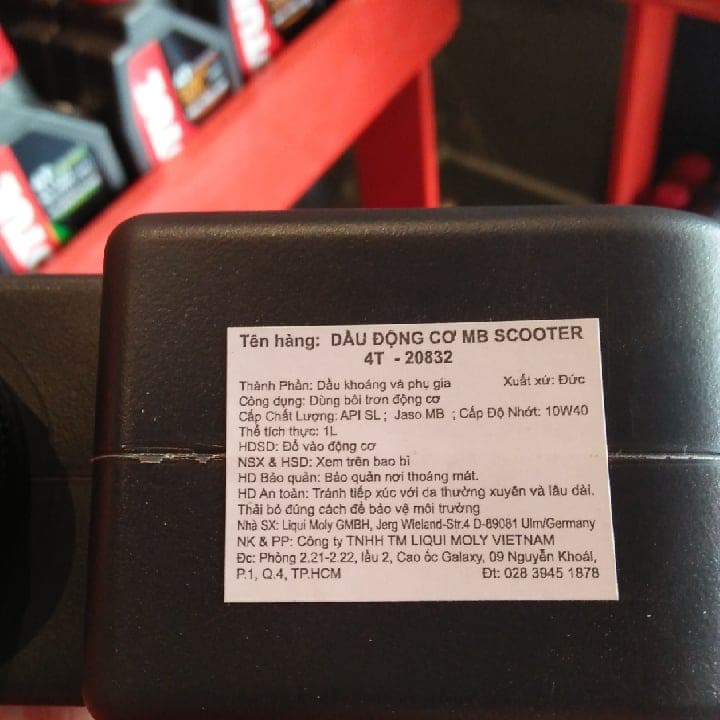 Tên hàng: DẦU ĐỘNG CƠ MB SCOOTER
4T - 20832
Thành Phần: Dầu khoáng và phụ gia Xuất xứ: Đức
Công dụng: Dùng bôi trơn động cơ
Cấp Chất Lượng: API SL ; Jaso MB ; Cấp Độ Nhớt: 10W40
Thể tích thực: 1L
HDSD: Đổ vào động cơ
NSX & HSD: Xem trên bao bì
HD Bảo quản: Bảo quản nơi thoáng mát.
HD An toàn: Tránh tiếp xúc với da thường xuyên và lâu dài.
Thải bỏ đúng cách để bảo vệ môi trường
Nhà SX: Liqui Moly GMBH, Jerg Wieland-Str.4 D-89081 Ulm/Germany
NK & PP: Công ty TNHH TM LIQUI MOLY VIETNAM
Đc: Phòng 2.21-2.22, lầu 2, Cao ốc Galaxy, 09 Nguyễn Khoái,
P.1, Q.4, TP.HCM Đt: 028 3945 1878